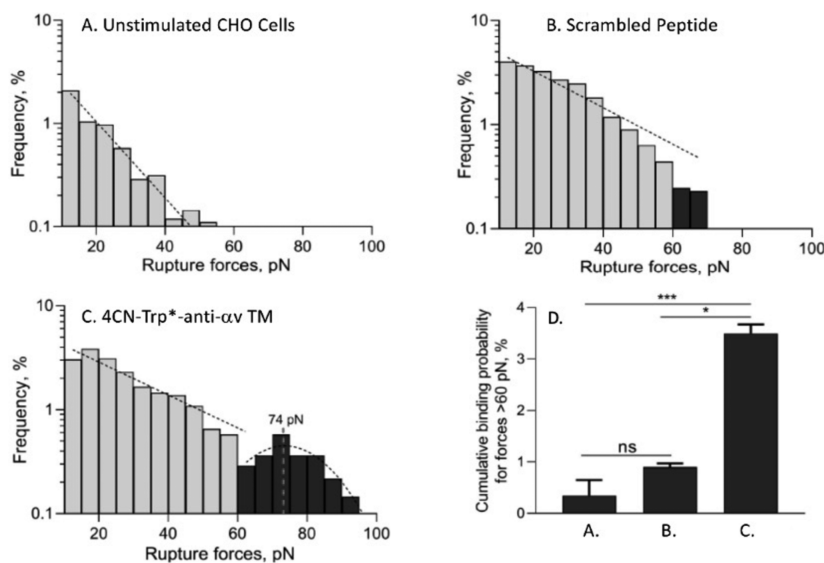 A. Unstimulated CHO Cells
10
1
0.1
Frequency, %
20 40 60 80 100
Rupture forces, pN
B. Scrambled Peptide
10
1
0.1
Frequency, %
20 40 60 80 100
Rupture forces, pN
C. 4CN-Trp*-anti-αv TM
10
1
0.1
Frequency, %
74 pN
20 40 60 80 100
Rupture forces, pN
D.
***
*
ns
4
3
2
1
0
Cumulative binding probability
for forces >60 pN, %
A. B. C.